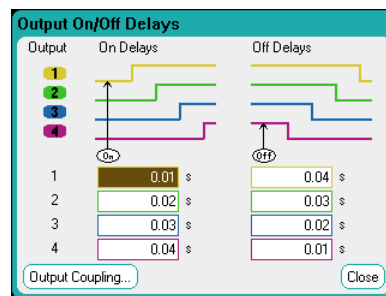 Output On/Off Delays
Output On Delays Off Delays
1
2
3
4
On Off
1 0.01 s 0.04 s
2 0.02 s 0.03 s
3 0.03 s 0.02 s
4 0.04 s 0.01 s
Output Coupling... Close